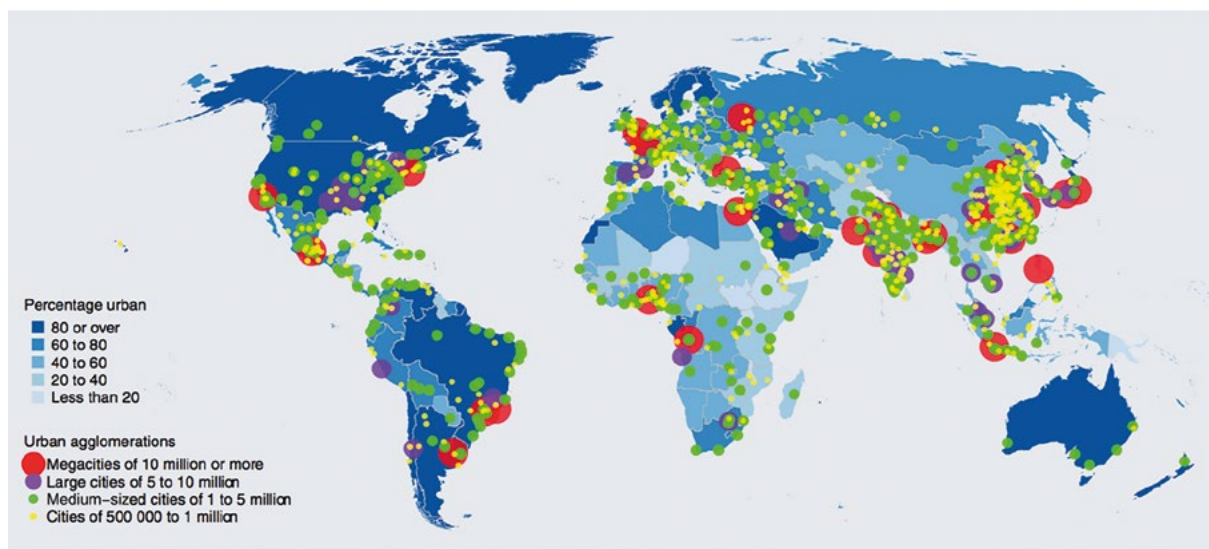 Percentage urban
80 or over
60 to 80
40 to 60
20 to 40
Less than 20
Urban agglomerations
Megacities of 10 million or more
Large cities of 5 to 10 million
Medium-sized cities of 1 to 5 million
Cities of 500 000 to 1 million